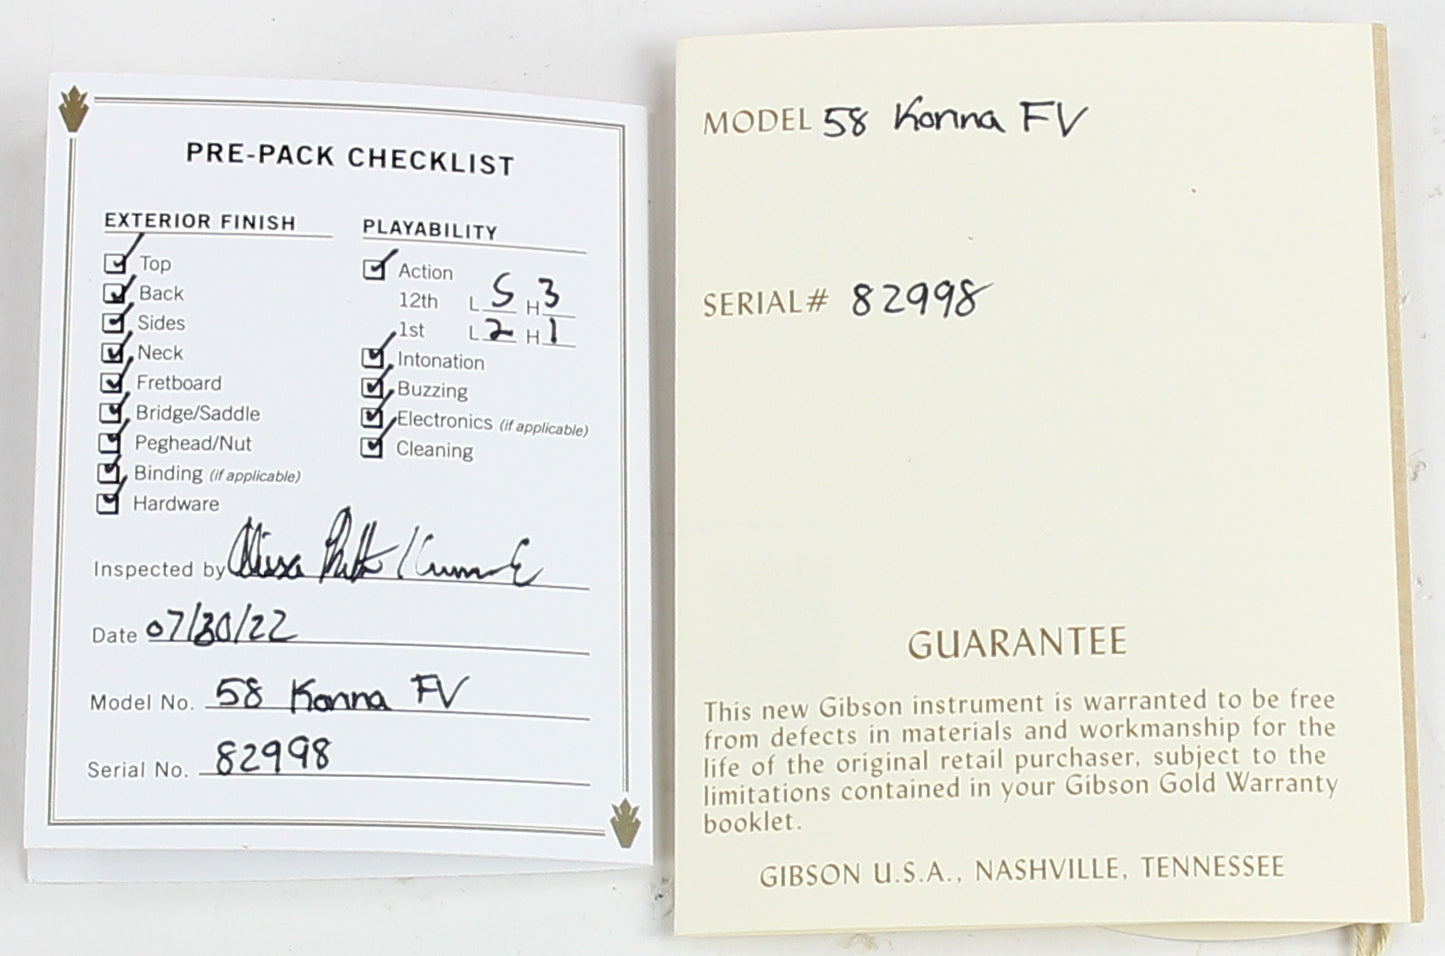 PRE-PACK CHECKLIST
EXTERIOR FINISH
Top
Back
Sides
Neck
Fretboard
Bridge/Saddle
Peghead/Nut
Binding (if applicable)
Hardware
PLAYABILITY
Action
12th L 5 H 3
1st L 2 H 1
Intonation
Buzzing
Electronics (if applicable)
Cleaning
Inspected by
Date 07/30/22
Model No. 58 Korina FV
Serial No. 82998
MODEL 58 Korina FV
SERIAL# 82998
GUARANTEE
This new Gibson instrument is warranted to be free
from defects in materials and workmanship for the
life of the original retail purchaser, subject to the
limitations contained in your Gibson Gold Warranty
booklet.
GIBSON U.S.A., NASHVILLE, TENNESSEE